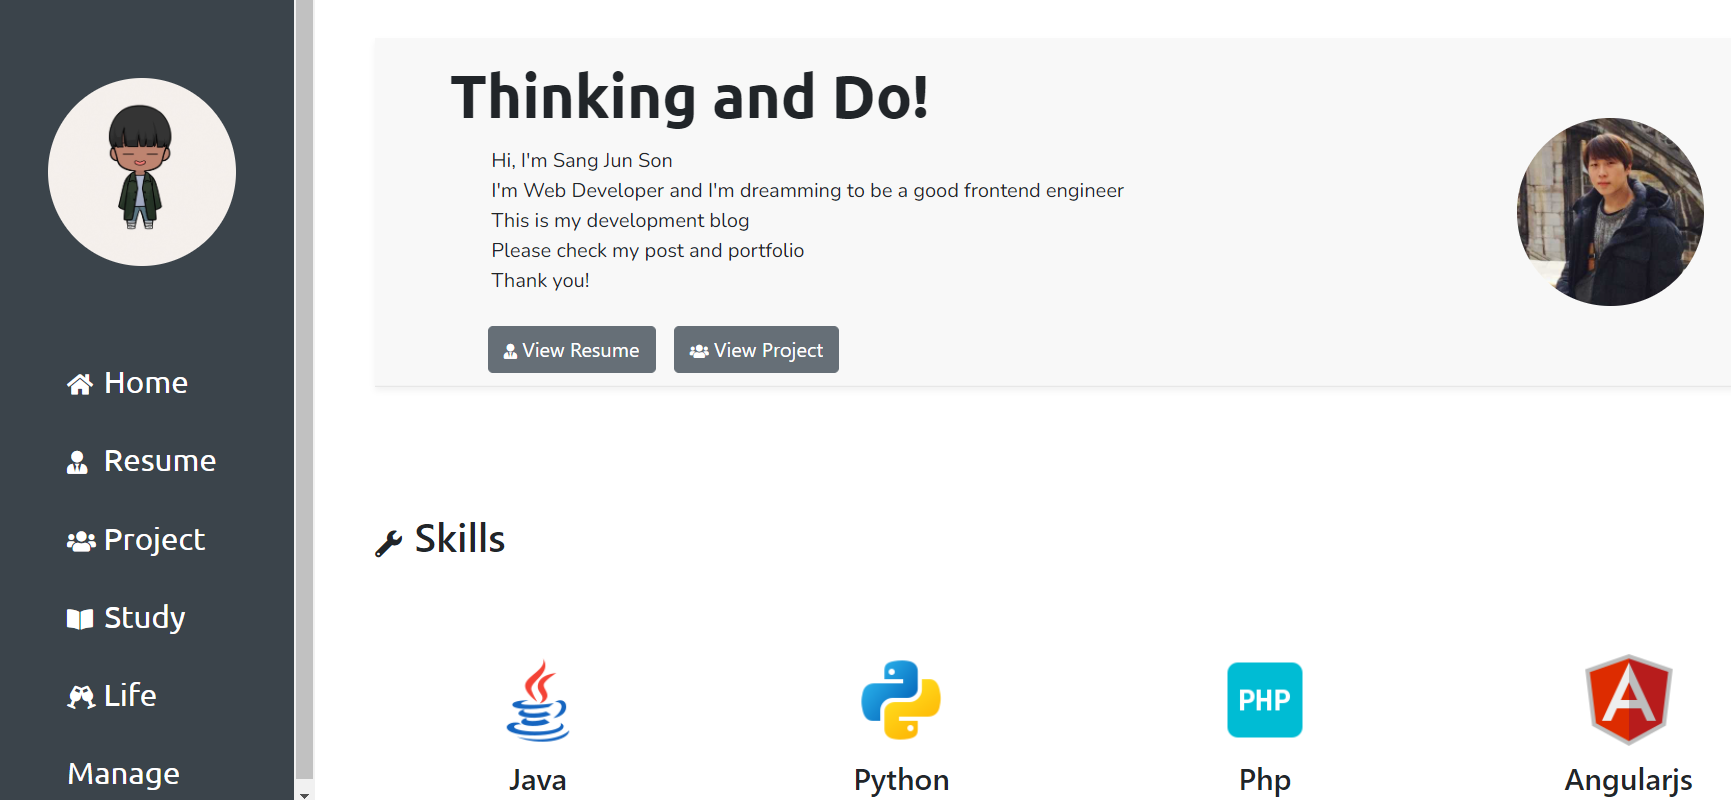 Home
Resume
Project
Study
Life
Manage
Thinking and Do!
Hi, I'm Sang Jun Son
I'm Web Developer and I'm dreamming to be a good frontend engineer
This is my development blog
Please check my post and portfolio
Thank you!
View Resume
View Project
Skills
PHP
A
Java
Python
Php
Angularjs